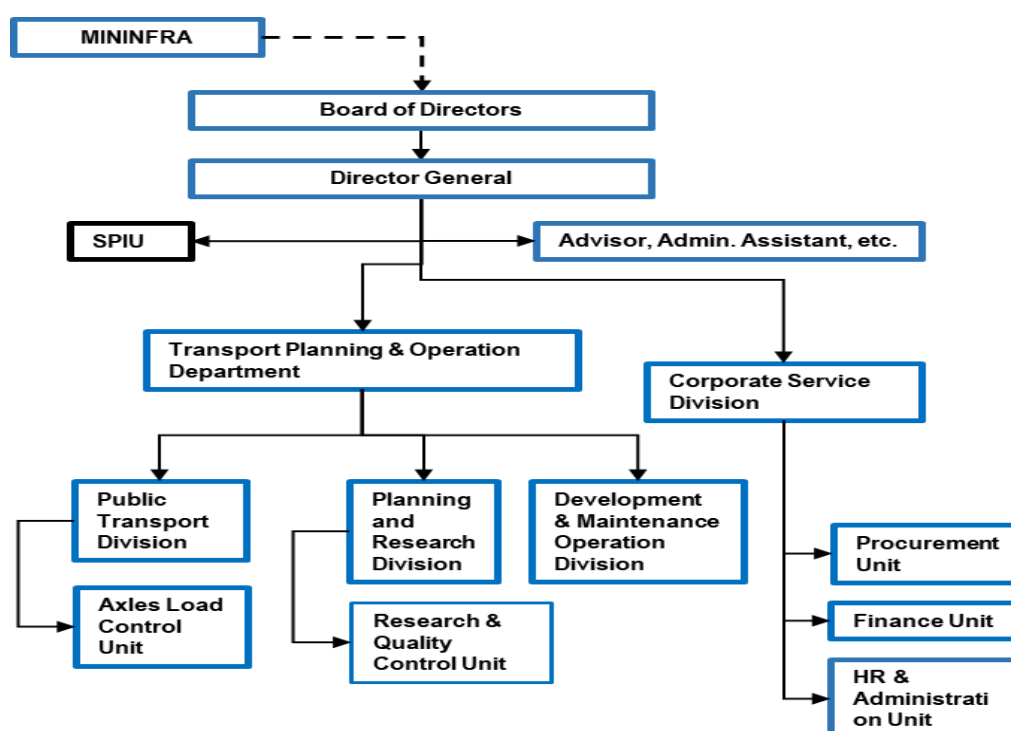 MININFRA
Board of Directors
Director General
SPIU
Advisor, Admin. Assistant, etc.
Transport Planning & Operation
Department
Corporate Service
Division
Public
Transport
Division
Planning
and
Research
Division
Development
& Maintenance
Operation
Division
Procurement
Unit
Axles Load
Control
Unit
Research &
Quality
Control Unit
Finance Unit
HR &
Administrati
on Unit